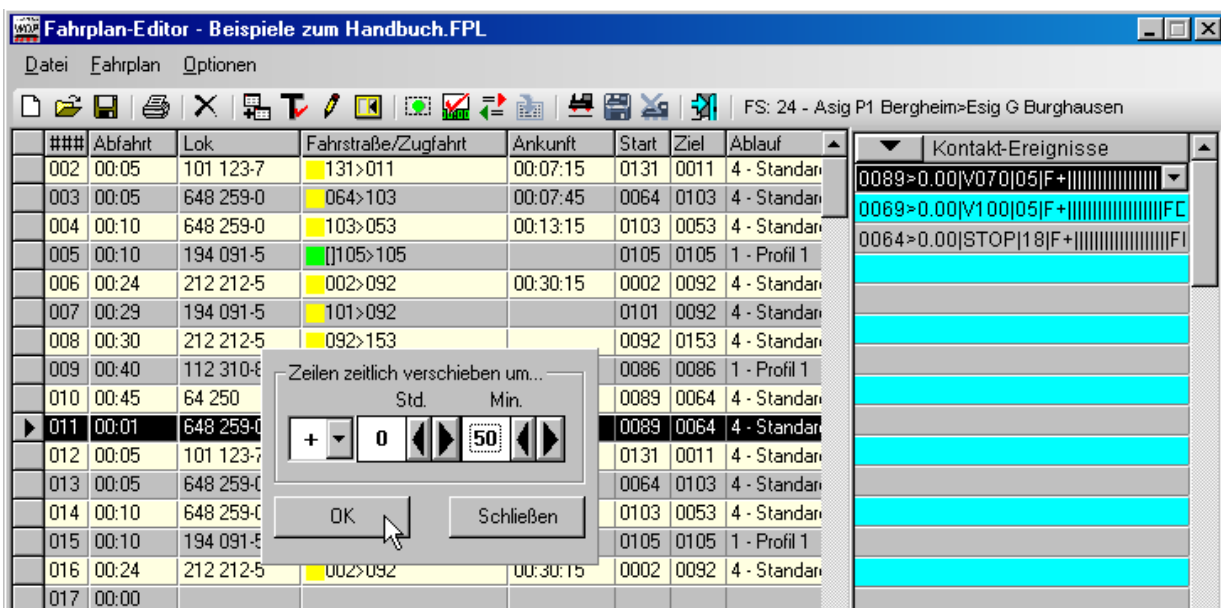 Fahrplan-Editor - Beispiele zum Handbuch.FPL
Datei Fahrplan Optionen
FS: 24 - Asig P1 Bergheim>Esig G Burghausen
### Abfahrt Lok Fahrstraße/Zugfahrt Ankunft Start Ziel Ablauf
002 00:05 101 123-7 131>011 00:07:15 0131 0011 4 - Standar
003 00:05 648 259-0 064>103 00:07:45 0064 0103 4 - Standar
004 00:10 648 259-0 103>053 00:13:15 0103 0053 4 - Standar
005 00:10 194 091-5 []105>105 0105 0105 1 - Profil 1
006 00:24 212 212-5 002>092 00:30:15 0002 0092 4 - Standar
007 00:29 194 091-5 101>092 0101 0092 4 - Standar
008 00:30 212 212-5 092>153 0092 0153 4 - Standar
009 00:40 112 310-8 0086 0086 1 - Profil 1
010 00:45 64 250 0089 0064 4 - Standar
011 00:01 648 259-0 0089 0064 4 - Standar
012 00:05 101 123-7 0131 0011 4 - Standar
013 00:05 648 259-0 0064 0103 4 - Standar
014 00:10 648 259-0 0103 0053 4 - Standar
015 00:10 194 091-5 0105 0105 1 - Profil 1
016 00:24 212 212-5 002>092 00:30:15 0002 0092 4 - Standar
017 00:00
Zeilen zeitlich verschieben um...
Std. Min.
+ 0 50
OK Schließen
Kontakt-Ereignisse
0089>0.00|V070|05|F+||||||||||||||||||
0069>0.00|V100|05|F+|||||||||||||||||||F
0064>0.00|STOP|18|F+|||||||||||||||||||F